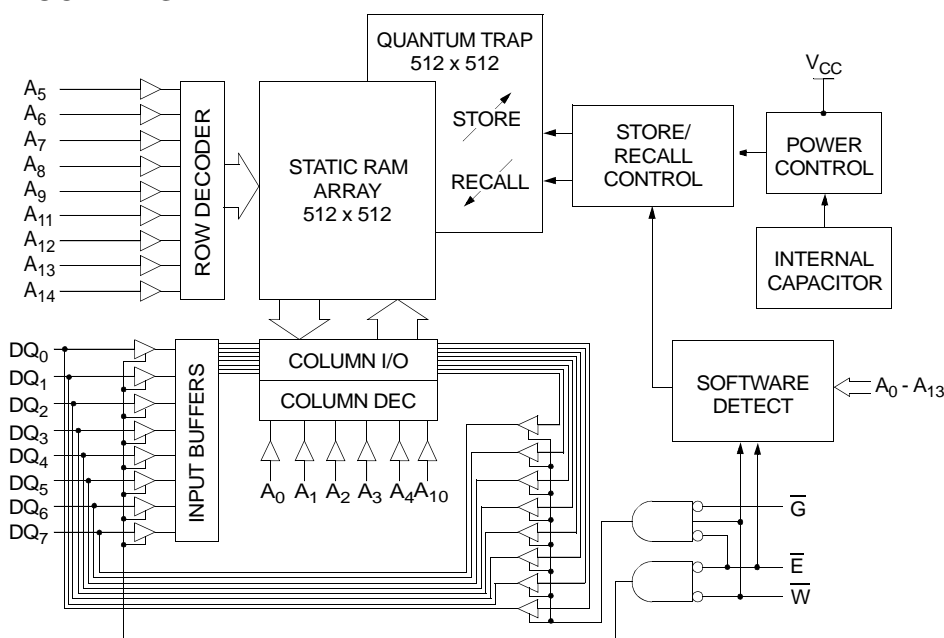 QUANTUM TRAP
512 x 512
STORE
RECALL
STATIC RAM
ARRAY
512 x 512
STORE/
RECALL
CONTROL
V_CC
POWER
CONTROL
INTERNAL
CAPACITOR
A5
A6
A7
A8
A9
A11
A12
A13
A14
ROW DECODER
DQ0
DQ1
DQ2
DQ3
DQ4
DQ5
DQ6
DQ7
INPUT BUFFERS
COLUMN I/O
COLUMN DEC
A0 A1 A2 A3 A4 A10
SOFTWARE
DETECT
A0 - A13
G̅
E̅
W̅